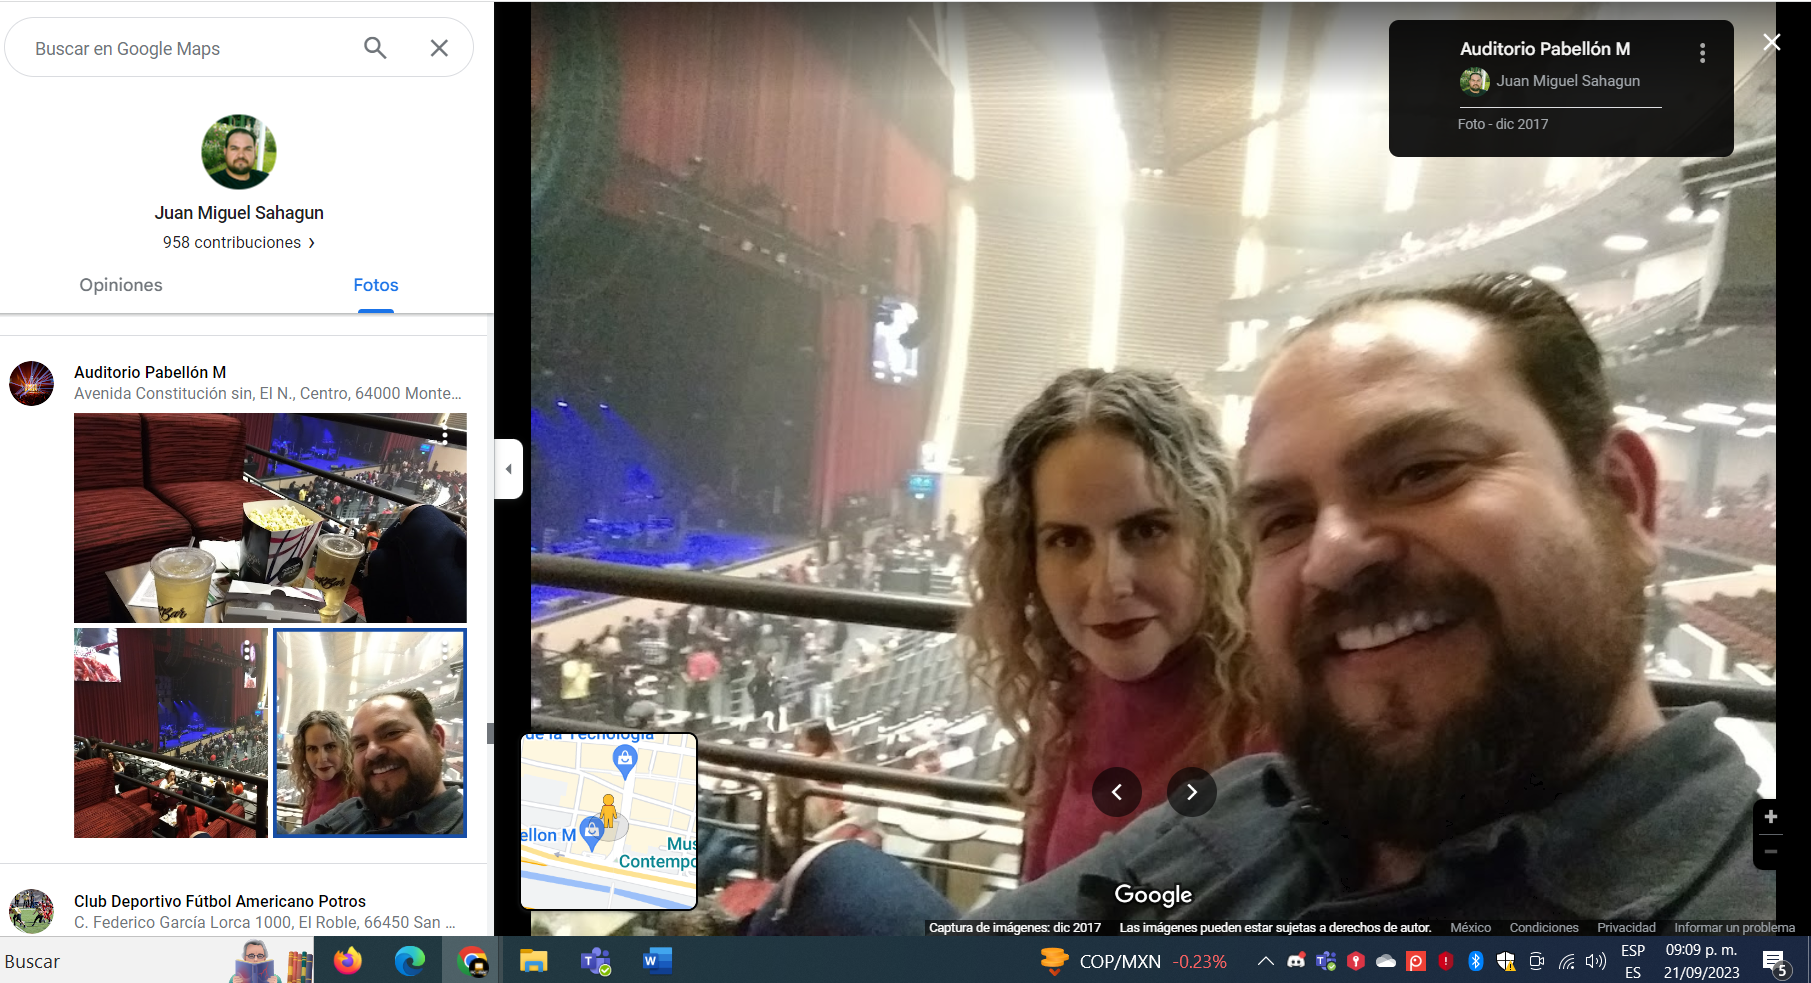 Buscar en Google Maps
Juan Miguel Sahagun
958 contribuciones
Opiniones
Fotos
Auditorio Pabellón M
Avenida Constitución sin, El N., Centro, 64000 Monte...
Club Deportivo Fútbol Americano Potros
C. Federico García Lorca 1000, El Roble, 66450 San ...
Auditorio Pabellón M
Juan Miguel Sahagun
Foto - dic 2017
de la Tecnología
ellon M
Mus
Contempo
Google
Captura de imágenes: dic 2017
Las imágenes pueden estar sujetas a derechos de autor.
México
Condiciones
Privacidad
Informar un problema
Buscar
COP/MXN -0.23%
ESP
ES
09:09 p. m.
21/09/2023
5